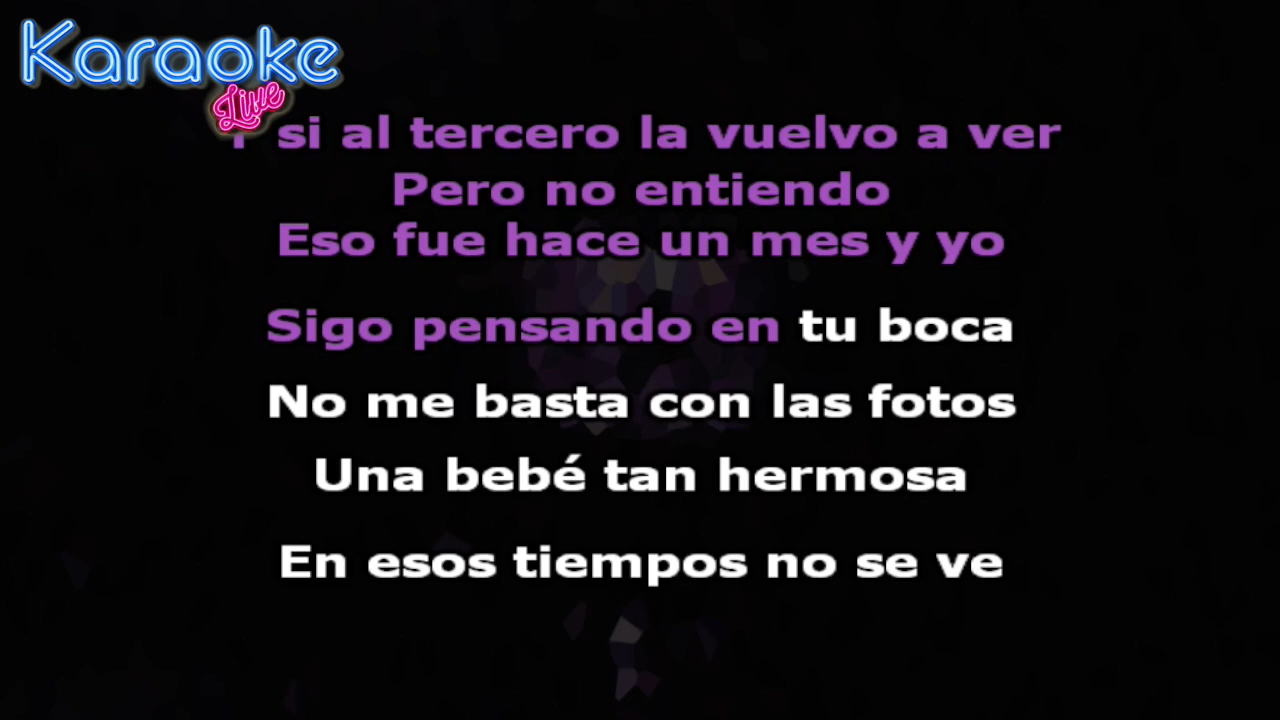 Karaoke
Live
Y si al tercero la vuelvo a ver
Pero no entiendo
Eso fue hace un mes y yo
Sigo pensando en tu boca
No me basta con las fotos
Una bebé tan hermosa
En esos tiempos no se ve